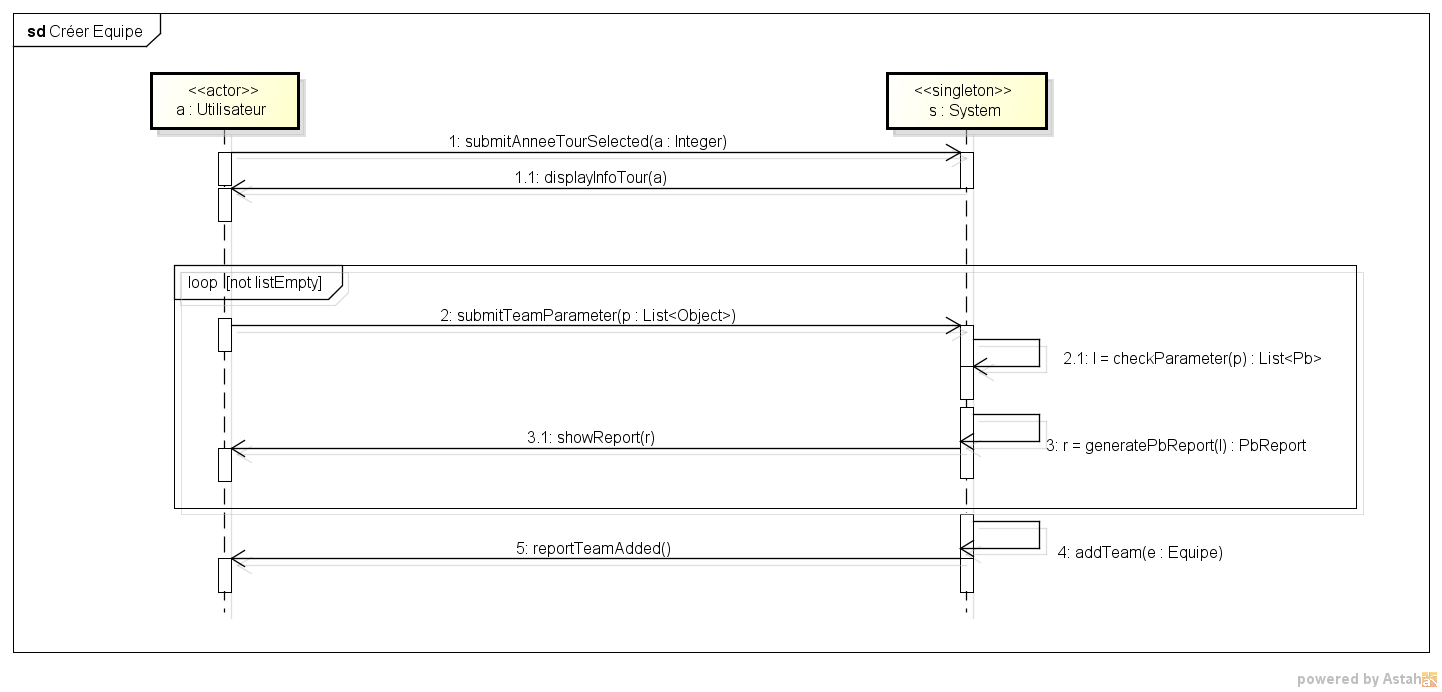 sd Créer Equipe
<<actor>>
a : Utilisateur
<<singleton>>
s : System
1: submitAnneeTourSelected(a : Integer)
1.1: displayInfoTour(a)
loop l[not listEmpty]
2: submitTeamParameter(p : List<Object>)
2.1: l = checkParameter(p) : List<Pb>
3.1: showReport(r)
3: r = generatePbReport(l) : PbReport
5: reportTeamAdded()
4: addTeam(e : Equipe)
powered by Astah